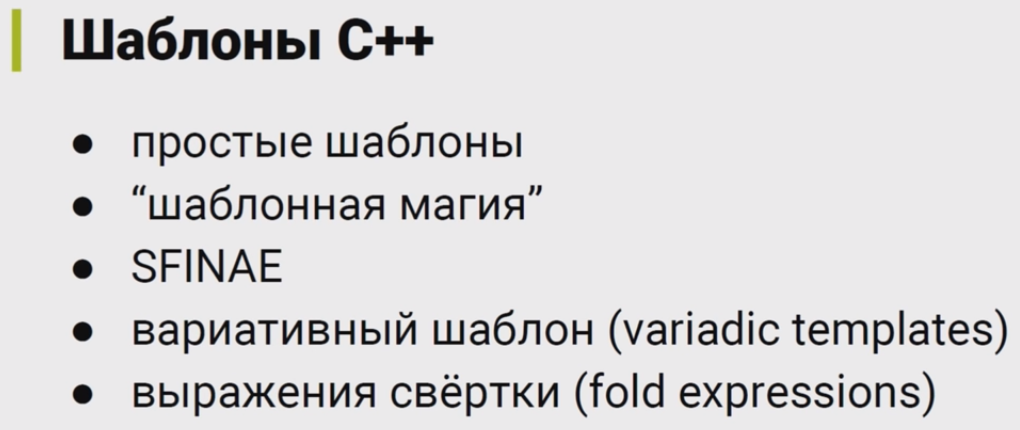 Шаблоны C++
● простые шаблоны
● “шаблонная магия”
● SFINAE
● вариативный шаблон (variadic templates)
● выражения свёртки (fold expressions)